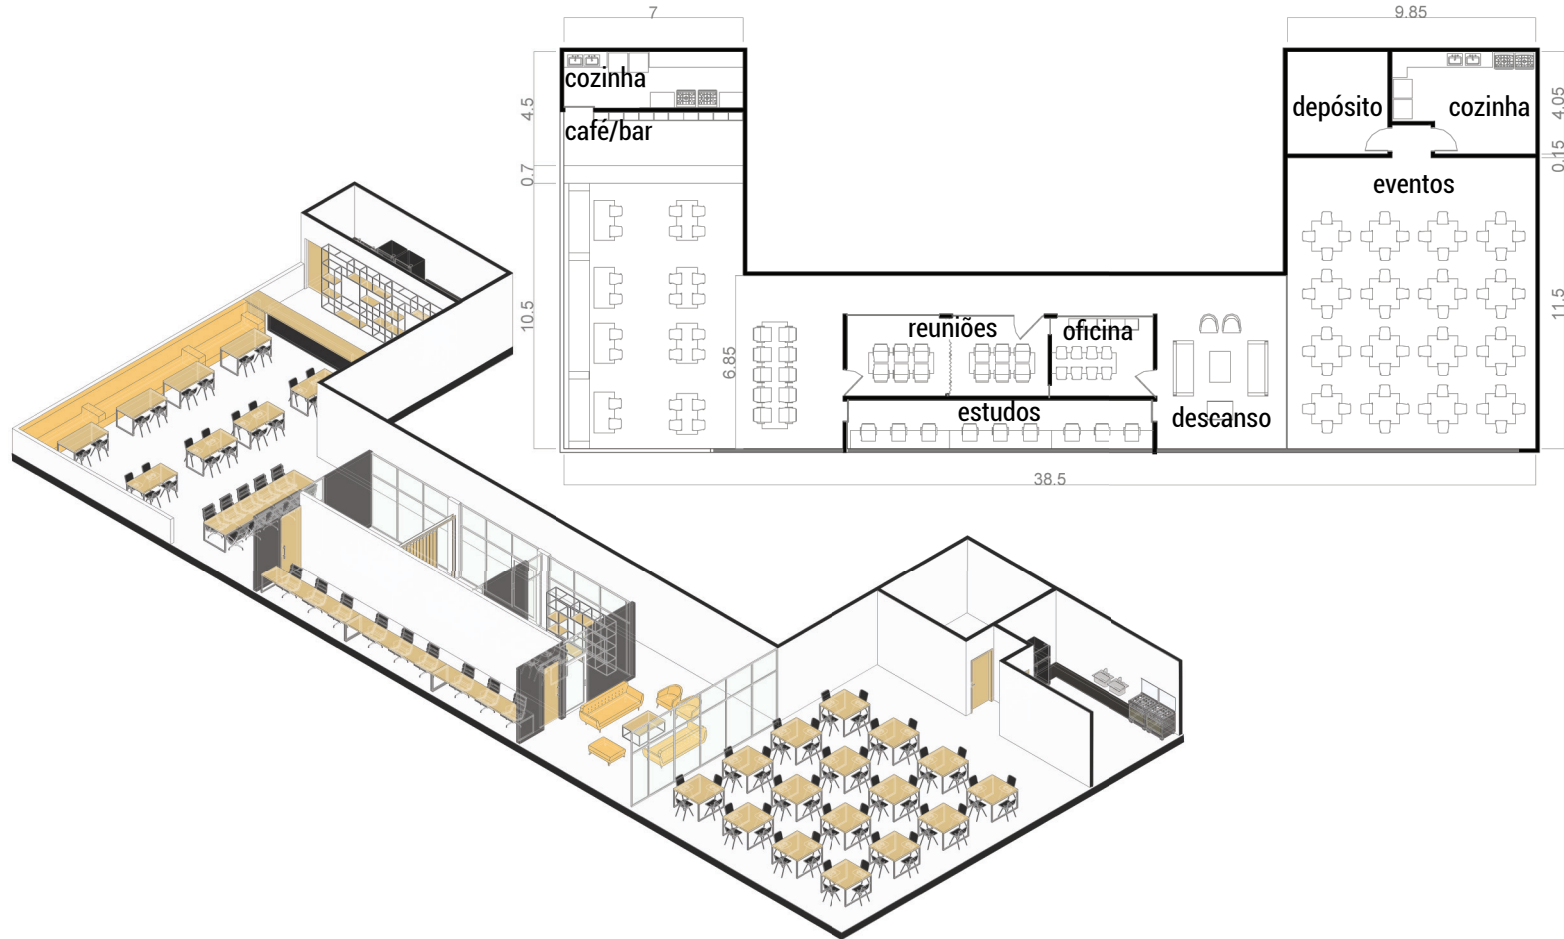 7
9.85
cozinha
4.5
café/bar
0.7
10.5
6.85
reuniões
oficina
estudos
descanso
38.5
depósito
cozinha
4.05
0.15
eventos
11.5